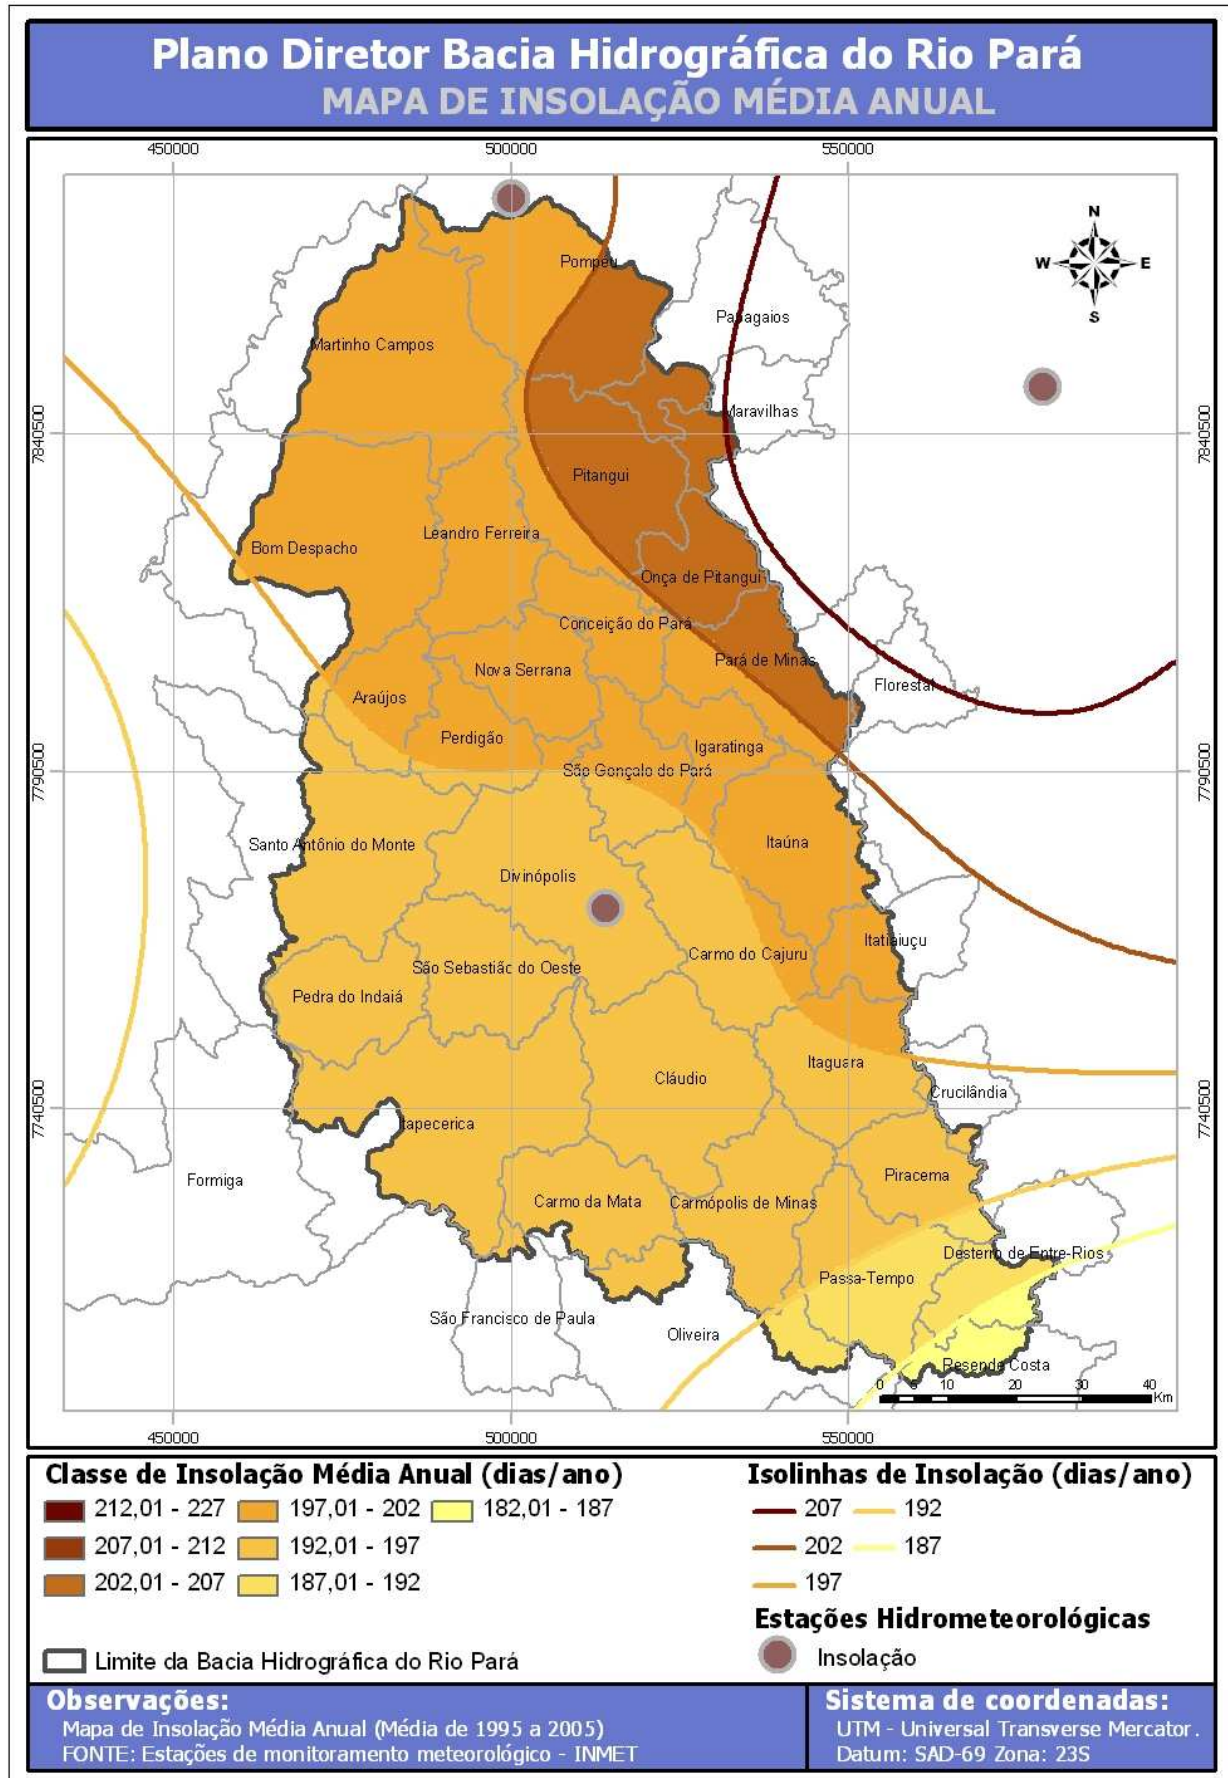 Plano Diretor Bacia Hidrográfica do Rio Pará
MAPA DE INSOLAÇÃO MÉDIA ANUAL
450000 500000 550000
N
W E
S
Pompéu
Papagaios
Martinho Campos
Maravilhas
7840500 7840500
Pitangui
Leandro Ferreira
Bom Despacho
Onça de Pitangui
Conceição do Pará
Pará de Minas
Nova Serrana
Florestal
Araújos
Perdigão
Igaratinga
São Gonçalo do Pará
7790500 7790500
Itaúna
Santo Antônio do Monte
Divinópolis
Itatiaiuçu
Carmo do Cajuru
São Sebastião do Oeste
Pedra do Indaiá
Itaguara
Cláudio
Crucilândia
7740500 7740500
Itapecerica
Piracema
Formiga
Carmo da Mata
Carmópolis de Minas
Desterro de Entre-Rios
Passa-Tempo
São Francisco de Paula
Oliveira
Resende Costa
0 5 10 20 30 40
Km
450000 500000 550000
Classe de Insolação Média Anual (dias/ano)
212,01 - 227 197,01 - 202 182,01 - 187
207,01 - 212 192,01 - 197
202,01 - 207 187,01 - 192
Limite da Bacia Hidrográfica do Rio Pará
Isolinhas de Insolação (dias/ano)
207 192
202 187
197
Estações Hidrometeorológicas
Insolação
Observações:
Mapa de Insolação Média Anual (Média de 1995 a 2005)
FONTE: Estações de monitoramento meteorológico - INMET
Sistema de coordenadas:
UTM - Universal Transverse Mercator.
Datum: SAD-69 Zona: 23S